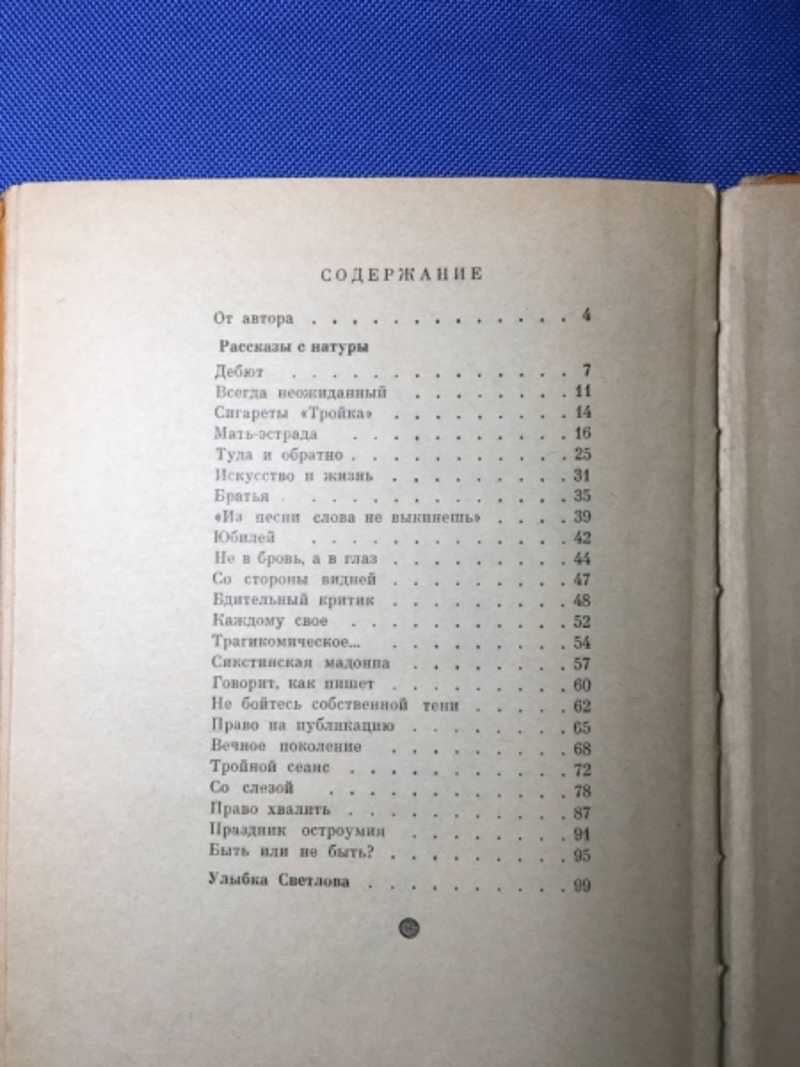 СОДЕРЖАНИЕ
От автора . . . . . . . . . . . . . 4
Рассказы с натуры
Дебют . . . . . . . . . . . . . . 7
Всегда неожиданный . . . . . . . . 11
Сигареты «Тройка» . . . . . . . . . 14
Мать-эстрада . . . . . . . . . . . 16
Тула и обратно . . . . . . . . . . . 25
Искусство и жизнь . . . . . . . . . 31
Братья . . . . . . . . . . . . . . 35
«Из песни слова не выкинешь» . . . . 39
Юбилей . . . . . . . . . . . . . 42
Не в бровь, а в глаз . . . . . . . . . 44
Со стороны видней . . . . . . . . . 47
Бдительный критик . . . . . . . . . 48
Каждому свое . . . . . . . . . . . 52
Трагикомическое... . . . . . . . . . 54
Сикстинская мадонна . . . . . . . . 57
Говорит, как пишет . . . . . . . . . 60
Не бойтесь собственной тени . . . . . 62
Право на публикацию . . . . . . . . 65
Вечное поколение . . . . . . . . . 68
Тройной сеанс . . . . . . . . . . . 72
Со слезой . . . . . . . . . . . . 78
Право хвалить . . . . . . . . . . . 87
Праздник остроумия . . . . . . . . 91
Быть или не быть? . . . . . . . . . 95
Улыбка Светлова . . . . . . . . . . 99